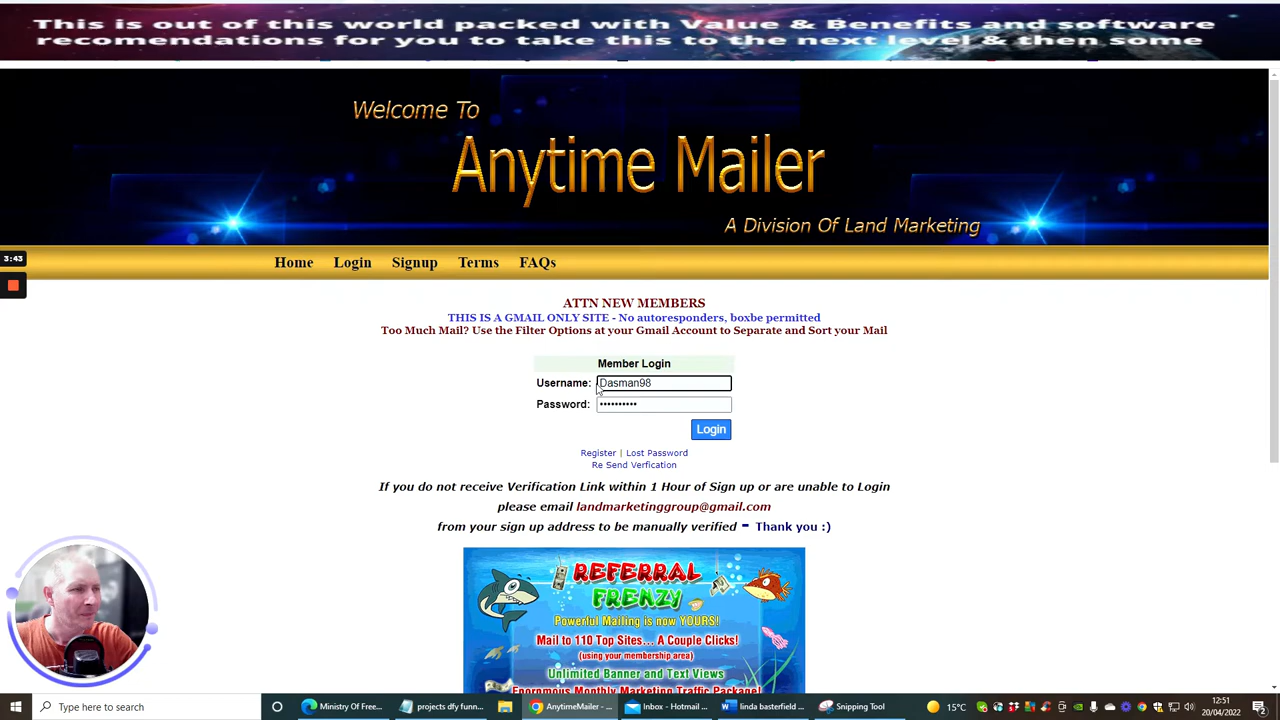 This is out of this world packed with Value & Benefits and software
recomendations for you to take this to the next level & then some
Welcome To
Anytime Mailer
A Division Of Land Marketing
3:43
Home Login Signup Terms FAQs
ATTN NEW MEMBERS
THIS IS A GMAIL ONLY SITE - No autoresponders, boxbe permitted
Too Much Mail? Use the Filter Options at your Gmail Account to Separate and Sort your Mail
Member Login
Username: Dasman98
Password: ••••••••••
Login
Register | Lost Password
Re Send Verfication
If you do not receive Verification Link within 1 Hour of Sign up or are unable to Login
please email landmarketinggroup@gmail.com
from your sign up address to be manually verified - Thank you :)
REFERRAL
FRENZY
Powerful Mailing is now YOURS!
Mail to 110 Top Sites... A Couple Clicks!
(using your membership area)
Unlimited Banner and Text Views
Enormous Monthly Marketing Traffic Package!
Type here to search
Ministry Of Free...
projects dfy funn...
AnytimeMailer - ...
Inbox - Hotmail ...
linda basterfield ...
Snipping Tool
15°C
12:51
20/04/2022
2